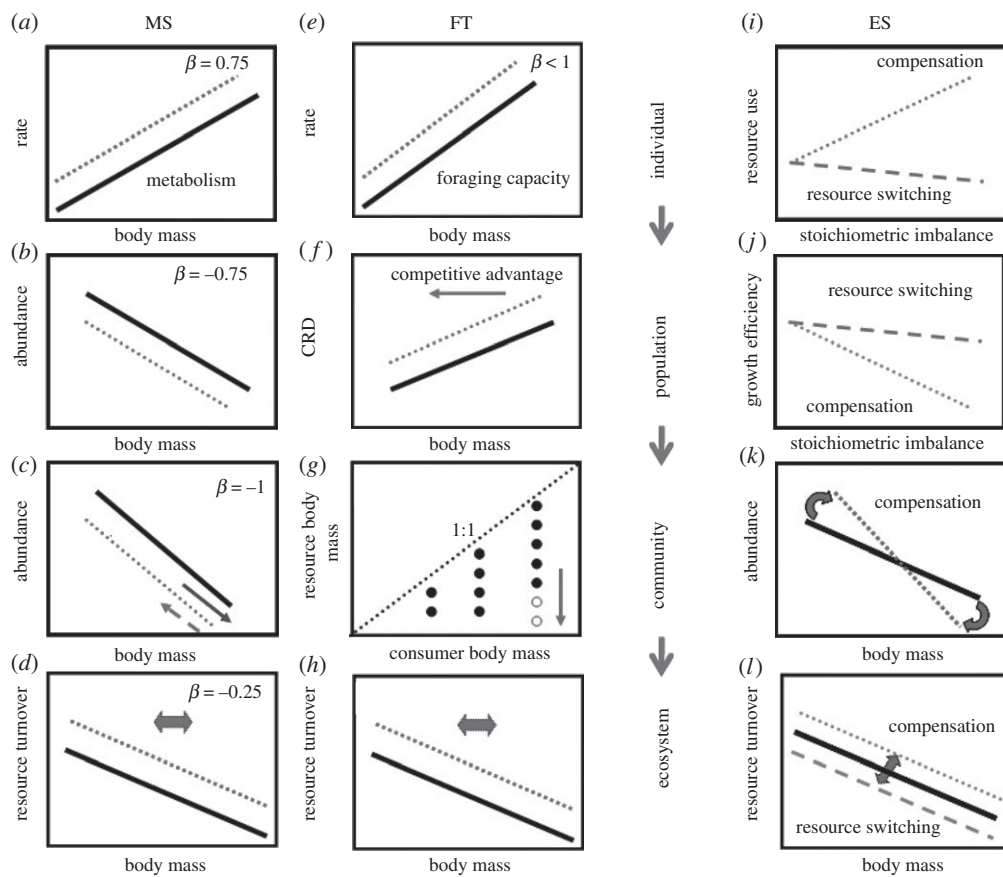 (a) MS
β = 0.75
rate
metabolism
body mass
(b)
β = –0.75
abundance
body mass
(c)
β = –1
abundance
body mass
(d)
β = –0.25
resource turnover
body mass
(e) FT
β < 1
rate
foraging capacity
body mass
(f)
competitive advantage
CRD
body mass
(g)
1:1
resource body
mass
consumer body mass
(h)
resource turnover
body mass
individual
population
community
ecosystem
(i) ES
compensation
resource use
resource switching
stoichiometric imbalance
(j)
resource switching
growth efficiency
compensation
stoichiometric imbalance
(k)
compensation
abundance
body mass
(l)
compensation
resource turnover
resource switching
body mass